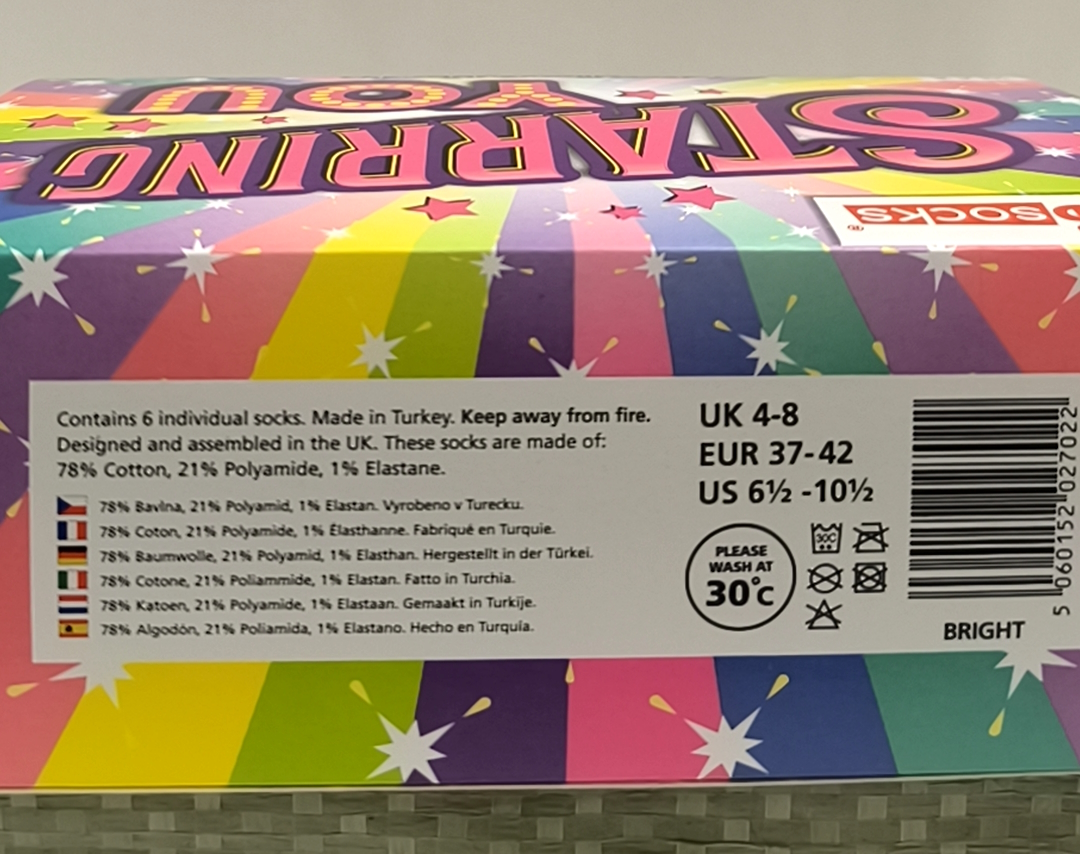 STARRING
YOU
SOCKS
®
Contains 6 individual socks. Made in Turkey. Keep away from fire.
Designed and assembled in the UK. These socks are made of:
78% Cotton, 21% Polyamide, 1% Elastane.
78% Bavlna, 21% Polyamid, 1% Elastan. Vyrobeno v Turecku.
78% Coton, 21% Polyamide, 1% Élasthanne. Fabriqué en Turquie.
78% Baumwolle, 21% Polyamid, 1% Elasthan. Hergestellt in der Türkei.
78% Cotone, 21% Poliammide, 1% Elastan. Fatto in Turchia.
78% Katoen, 21% Polyamide, 1% Elastaan. Gemaakt in Turkije.
78% Algodón, 21% Poliamida, 1% Elastano. Hecho en Turquía.
UK 4-8
EUR 37-42
US 6½ -10½
PLEASE
WASH AT
30°C
30C
5 060152 027022
BRIGHT